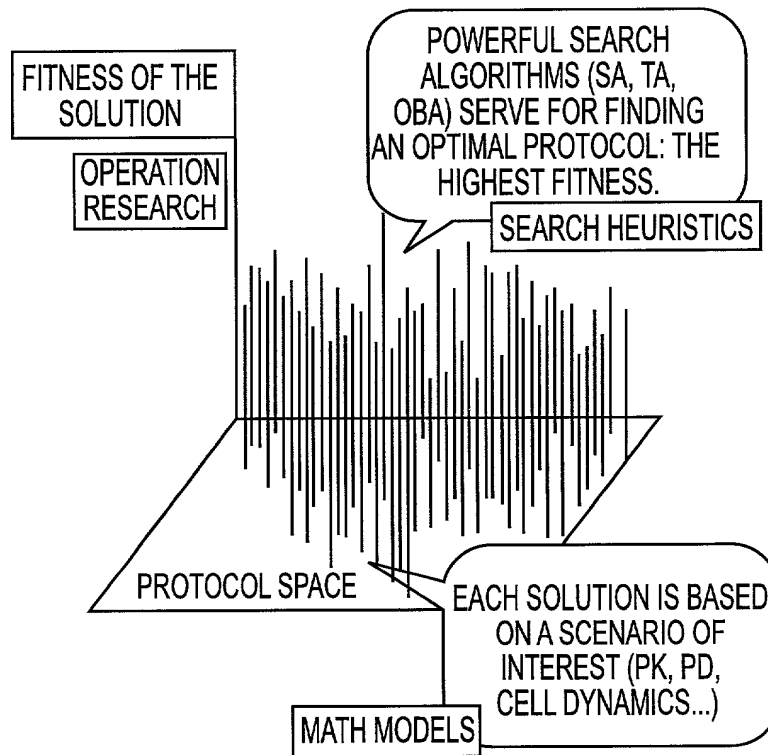 FITNESS OF THE
SOLUTION
OPERATION
RESEARCH
POWERFUL SEARCH
ALGORITHMS (SA, TA,
OBA) SERVE FOR FINDING
AN OPTIMAL PROTOCOL: THE
HIGHEST FITNESS.
SEARCH HEURISTICS
PROTOCOL SPACE
EACH SOLUTION IS BASED
ON A SCENARIO OF
INTEREST (PK, PD,
CELL DYNAMICS...)
MATH MODELS